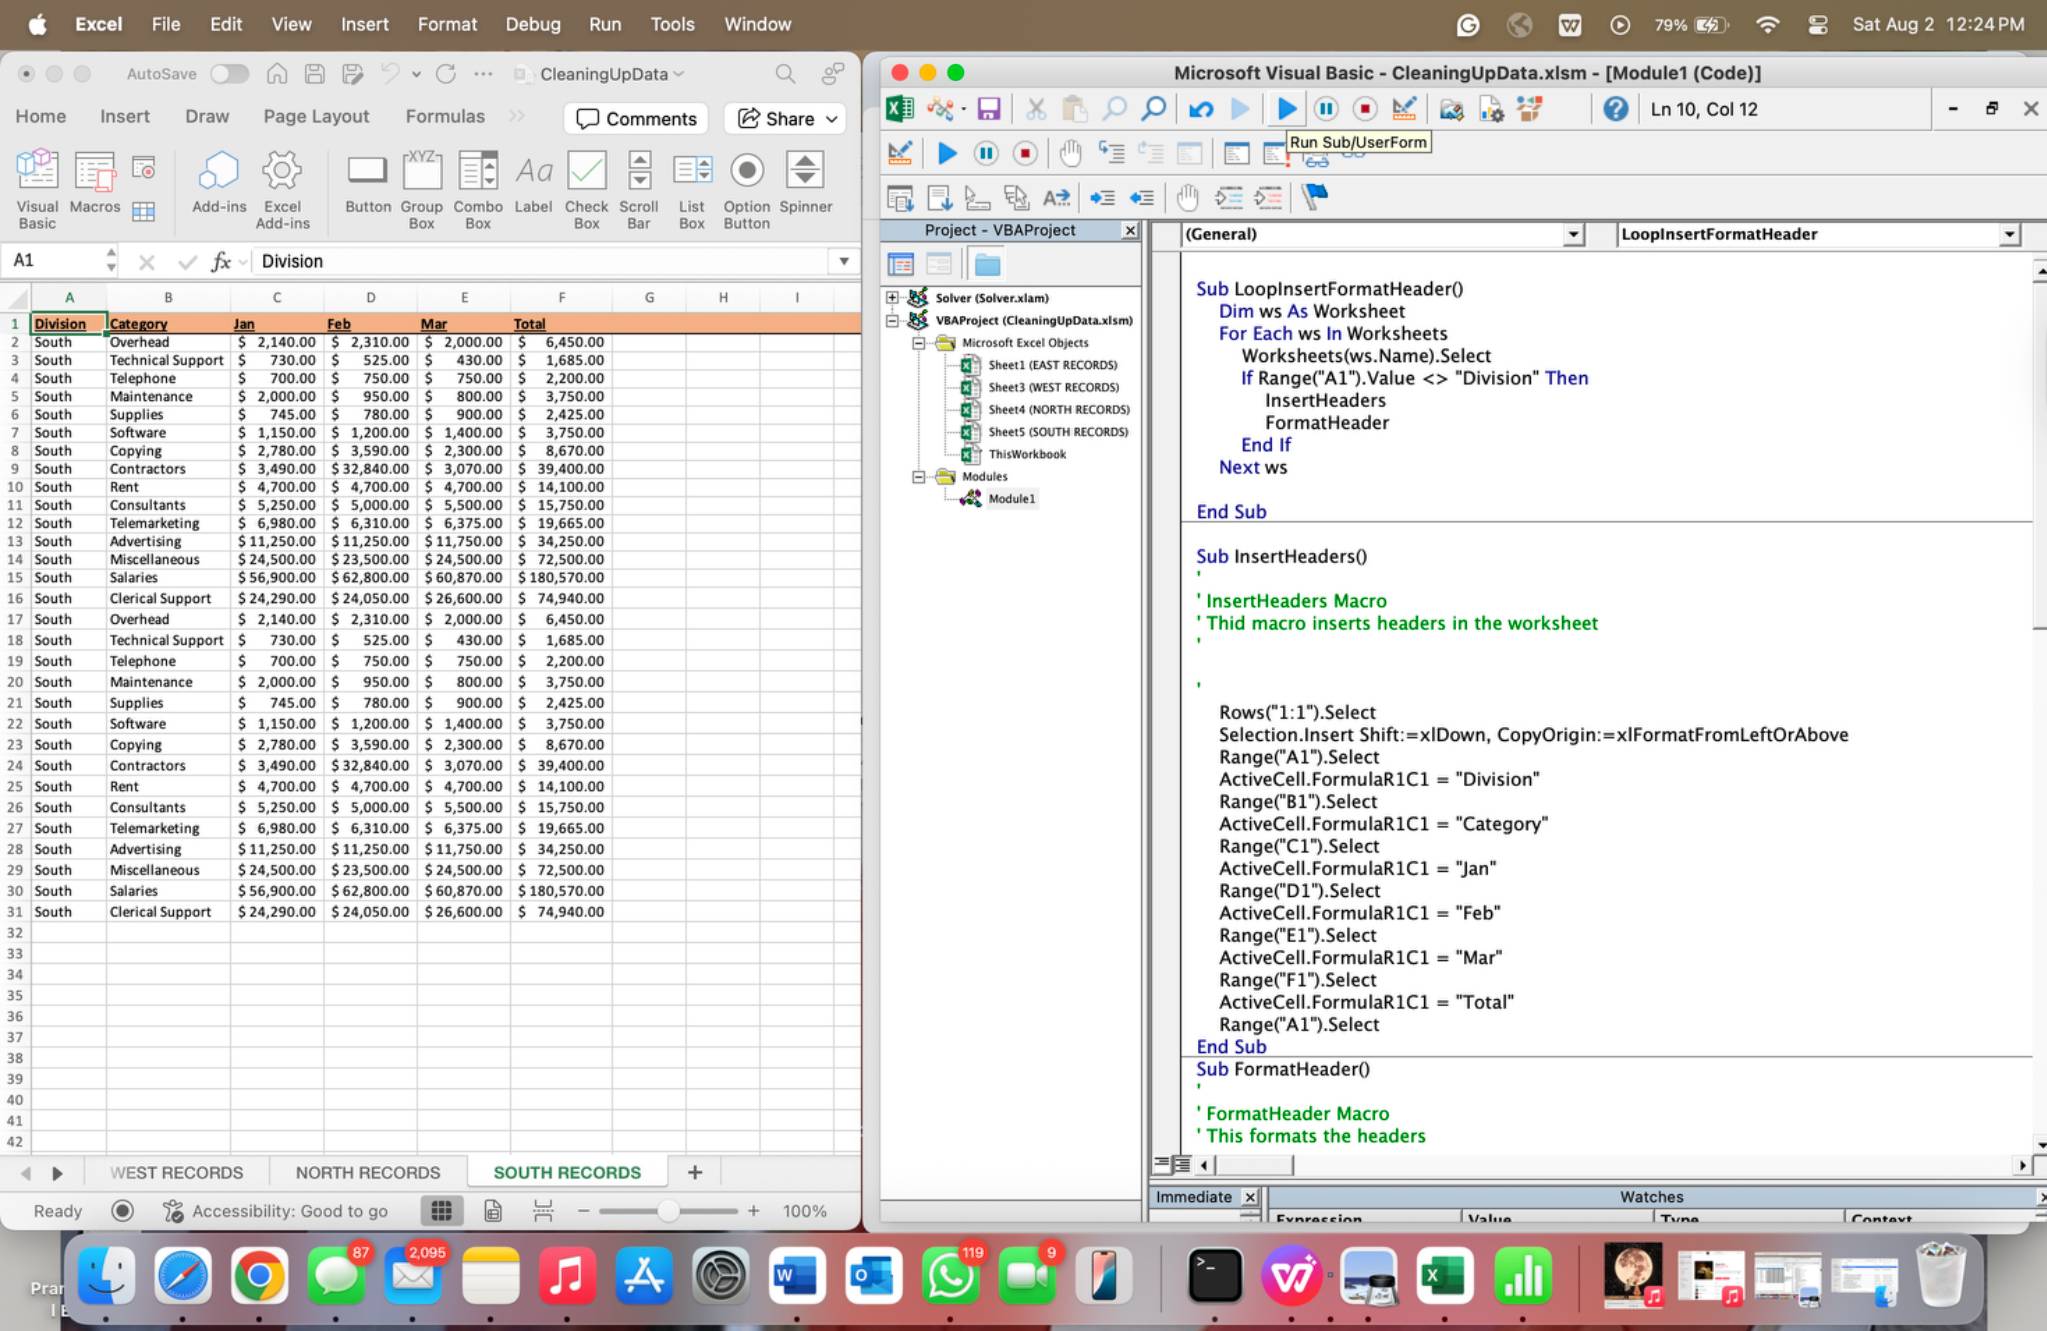 Excel File Edit View Insert Format Debug Run Tools Window 79% Sat Aug 2 12:24 PM
AutoSave CleaningUpData
Home Insert Draw Page Layout Formulas Comments Share
Visual Basic Macros Add-ins Excel Add-ins Button Group Box Combo Box Label Check Box Scroll Bar List Box Option Button Spinner
XYZ Aa
A1 fx Division
A B C D E F G H I
1 Division Category Jan Feb Mar Total
2 South Overhead $ 2,140.00 $ 2,310.00 $ 2,000.00 $ 6,450.00
3 South Technical Support $ 730.00 $ 525.00 $ 430.00 $ 1,685.00
4 South Telephone $ 700.00 $ 750.00 $ 750.00 $ 2,200.00
5 South Maintenance $ 2,000.00 $ 950.00 $ 800.00 $ 3,750.00
6 South Supplies $ 745.00 $ 780.00 $ 900.00 $ 2,425.00
7 South Software $ 1,150.00 $ 1,200.00 $ 1,400.00 $ 3,750.00
8 South Copying $ 2,780.00 $ 3,590.00 $ 2,300.00 $ 8,670.00
9 South Contractors $ 3,490.00 $ 32,840.00 $ 3,070.00 $ 39,400.00
10 South Rent $ 4,700.00 $ 4,700.00 $ 4,700.00 $ 14,100.00
11 South Consultants $ 5,250.00 $ 5,000.00 $ 5,500.00 $ 15,750.00
12 South Telemarketing $ 6,980.00 $ 6,310.00 $ 6,375.00 $ 19,665.00
13 South Advertising $ 11,250.00 $ 11,250.00 $ 11,750.00 $ 34,250.00
14 South Miscellaneous $ 24,500.00 $ 23,500.00 $ 24,500.00 $ 72,500.00
15 South Salaries $ 56,900.00 $ 62,800.00 $ 60,870.00 $ 180,570.00
16 South Clerical Support $ 24,290.00 $ 24,050.00 $ 26,600.00 $ 74,940.00
17 South Overhead $ 2,140.00 $ 2,310.00 $ 2,000.00 $ 6,450.00
18 South Technical Support $ 730.00 $ 525.00 $ 430.00 $ 1,685.00
19 South Telephone $ 700.00 $ 750.00 $ 750.00 $ 2,200.00
20 South Maintenance $ 2,000.00 $ 950.00 $ 800.00 $ 3,750.00
21 South Supplies $ 745.00 $ 780.00 $ 900.00 $ 2,425.00
22 South Software $ 1,150.00 $ 1,200.00 $ 1,400.00 $ 3,750.00
23 South Copying $ 2,780.00 $ 3,590.00 $ 2,300.00 $ 8,670.00
24 South Contractors $ 3,490.00 $ 32,840.00 $ 3,070.00 $ 39,400.00
25 South Rent $ 4,700.00 $ 4,700.00 $ 4,700.00 $ 14,100.00
26 South Consultants $ 5,250.00 $ 5,000.00 $ 5,500.00 $ 15,750.00
27 South Telemarketing $ 6,980.00 $ 6,310.00 $ 6,375.00 $ 19,665.00
28 South Advertising $ 11,250.00 $ 11,250.00 $ 11,750.00 $ 34,250.00
29 South Miscellaneous $ 24,500.00 $ 23,500.00 $ 24,500.00 $ 72,500.00
30 South Salaries $ 56,900.00 $ 62,800.00 $ 60,870.00 $ 180,570.00
31 South Clerical Support $ 24,290.00 $ 24,050.00 $ 26,600.00 $ 74,940.00
32
33
34
35
36
37
38
39
40
41
42
WEST RECORDS NORTH RECORDS SOUTH RECORDS +
Ready Accessibility: Good to go − + 100%
Microsoft Visual Basic - CleaningUpData.xlsm - [Module1 (Code)]
Ln 10, Col 12
Run Sub/UserForm
Project - VBAProject
Solver (Solver.xlam)
VBAProject (CleaningUpData.xlsm)
Microsoft Excel Objects
Sheet1 (EAST RECORDS)
Sheet3 (WEST RECORDS)
Sheet4 (NORTH RECORDS)
Sheet5 (SOUTH RECORDS)
ThisWorkbook
Modules
Module1
(General) LoopInsertFormatHeader
Sub LoopInsertFormatHeader()
Dim ws As Worksheet
For Each ws In Worksheets
Worksheets(ws.Name).Select
If Range("A1").Value <> "Division" Then
InsertHeaders
FormatHeader
End If
Next ws
End Sub
Sub InsertHeaders()
'
' InsertHeaders Macro
' Thid macro inserts headers in the worksheet
'
'
Rows("1:1").Select
Selection.Insert Shift:=xlDown, CopyOrigin:=xlFormatFromLeftOrAbove
Range("A1").Select
ActiveCell.FormulaR1C1 = "Division"
Range("B1").Select
ActiveCell.FormulaR1C1 = "Category"
Range("C1").Select
ActiveCell.FormulaR1C1 = "Jan"
Range("D1").Select
ActiveCell.FormulaR1C1 = "Feb"
Range("E1").Select
ActiveCell.FormulaR1C1 = "Mar"
Range("F1").Select
ActiveCell.FormulaR1C1 = "Total"
Range("A1").Select
End Sub
Sub FormatHeader()
'
' FormatHeader Macro
' This formats the headers
Immediate Watches
Expression Value Type Context
87 2,095 119 9